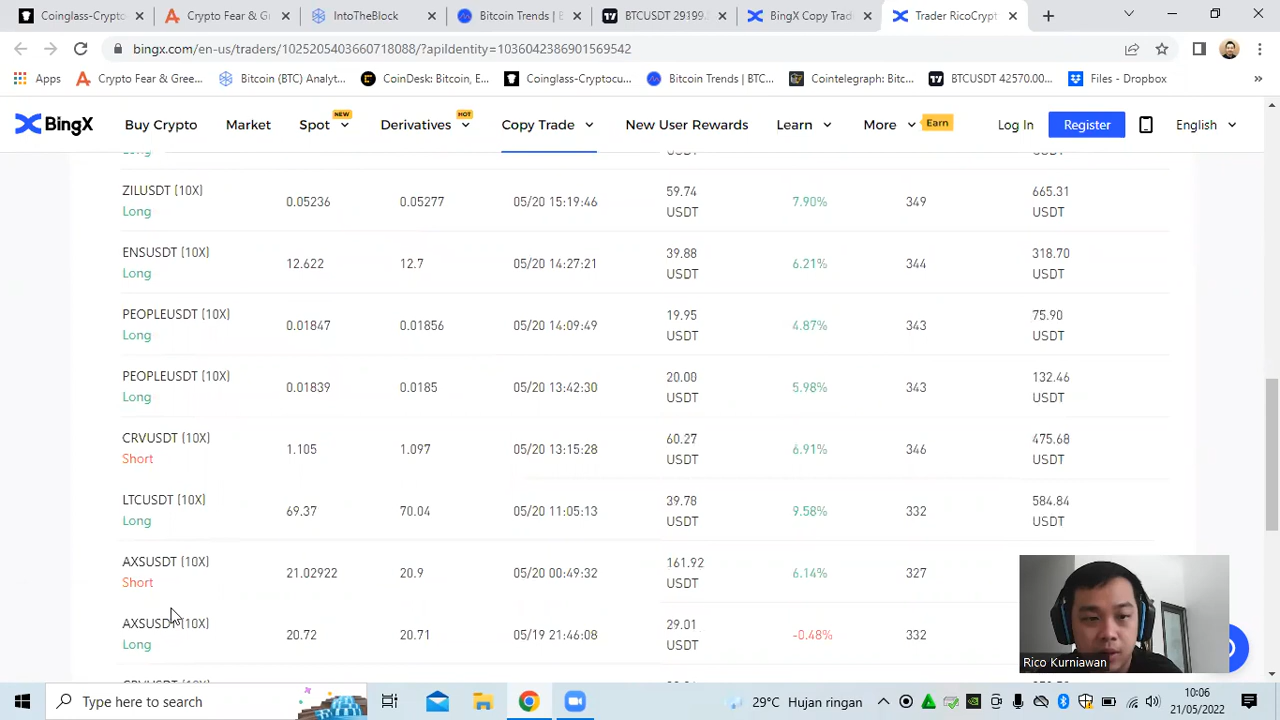 Coinglass-Cryptoc
Crypto Fear & G
IntoTheBlock
Bitcoin Trends | B
BTCUSDT 29199.
BingX Copy Trad
Trader RicoCrypt
bingx.com/en-us/traders/1025205403660718088/?apiIdentity=1036042386901569542
Apps
Crypto Fear & Gree...
Bitcoin (BTC) Analyt...
CoinDesk: Bitcoin, E...
Coinglass-Cryptocu...
Bitcoin Trends | BTC...
Cointelegraph: Bitc...
BTCUSDT 42570.00...
Files - Dropbox
BingX
Buy Crypto
Market
Spot
NEW
Derivatives
HOT
Copy Trade
New User Rewards
Learn
More
Earn
Log In
Register
English
Long
USDT
USDT
ZILUSDT (10X)
Long
0.05236
0.05277
05/20 15:19:46
59.74
USDT
7.90%
349
665.31
USDT
ENSUSDT (10X)
Long
12.622
12.7
05/20 14:27:21
39.88
USDT
6.21%
344
318.70
USDT
PEOPLEUSDT (10X)
Long
0.01847
0.01856
05/20 14:09:49
19.95
USDT
4.87%
343
75.90
USDT
PEOPLEUSDT (10X)
Long
0.01839
0.0185
05/20 13:42:30
20.00
USDT
5.98%
343
132.46
USDT
CRVUSDT (10X)
Short
1.105
1.097
05/20 13:15:28
60.27
USDT
6.91%
346
475.68
USDT
LTCUSDT (10X)
Long
69.37
70.04
05/20 11:05:13
39.78
USDT
9.58%
332
584.84
USDT
AXSUSDT (10X)
Short
21.02922
20.9
05/20 00:49:32
161.92
USDT
6.14%
327
AXSUSDT (10X)
Long
20.72
20.71
05/19 21:46:08
29.01
USDT
-0.48%
332
Rico Kurniawan
Type here to search
29°C Hujan ringan
10:06
21/05/2022